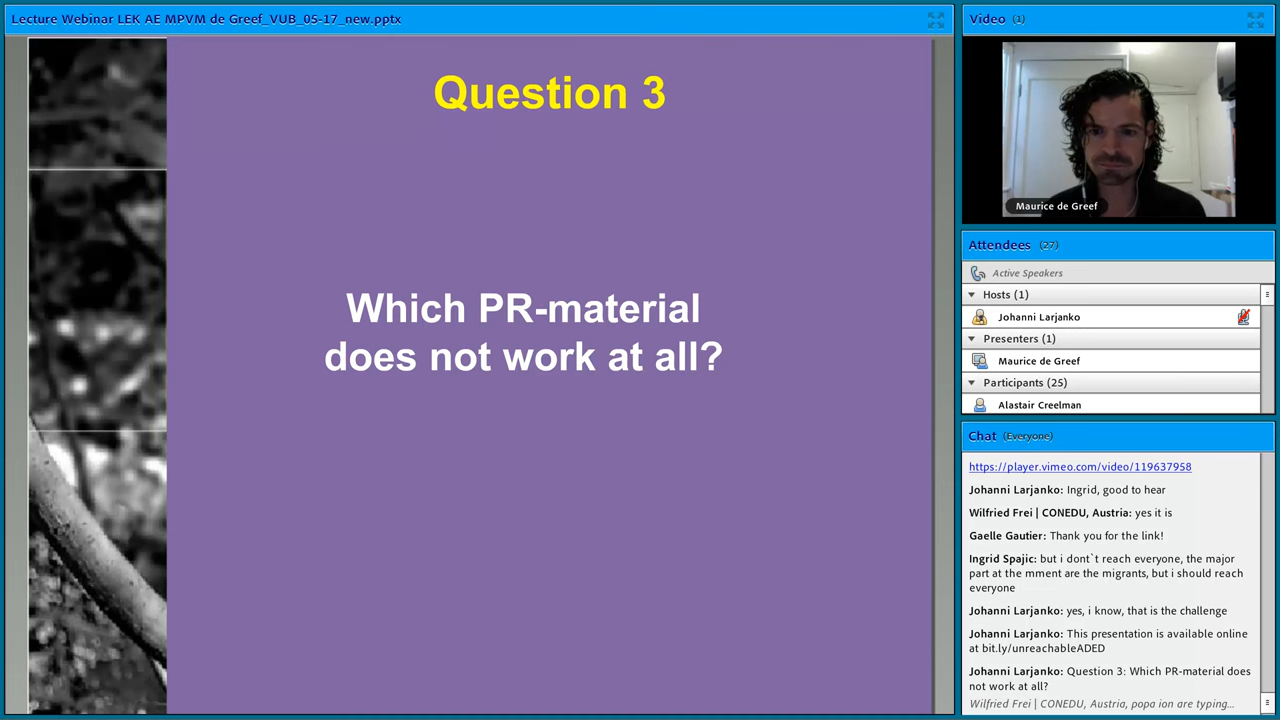 Lecture Webinar LEK AE MPVM de Greef_VUB_05-17_new.pptx
Question 3
Which PR-material
does not work at all?
Video (1)
Maurice de Greef
Attendees (27)
Active Speakers
Hosts (1)
Johanni Larjanko
Presenters (1)
Maurice de Greef
Participants (25)
Alastair Creelman
Chat (Everyone)
https://player.vimeo.com/video/119637958
Johanni Larjanko: Ingrid, good to hear
Wilfried Frei | CONEDU, Austria: yes it is
Gaelle Gautier: Thank you for the link!
Ingrid Spajic: but i dont`t reach everyone, the major
part at the mment are the migrants, but i should reach
everyone
Johanni Larjanko: yes, i know, that is the challenge
Johanni Larjanko: This presentation is available online
at bit.ly/unreachableADED
Johanni Larjanko: Question 3: Which PR-material does
not work at all?
Wilfried Frei | CONEDU, Austria, popa ion are typing...